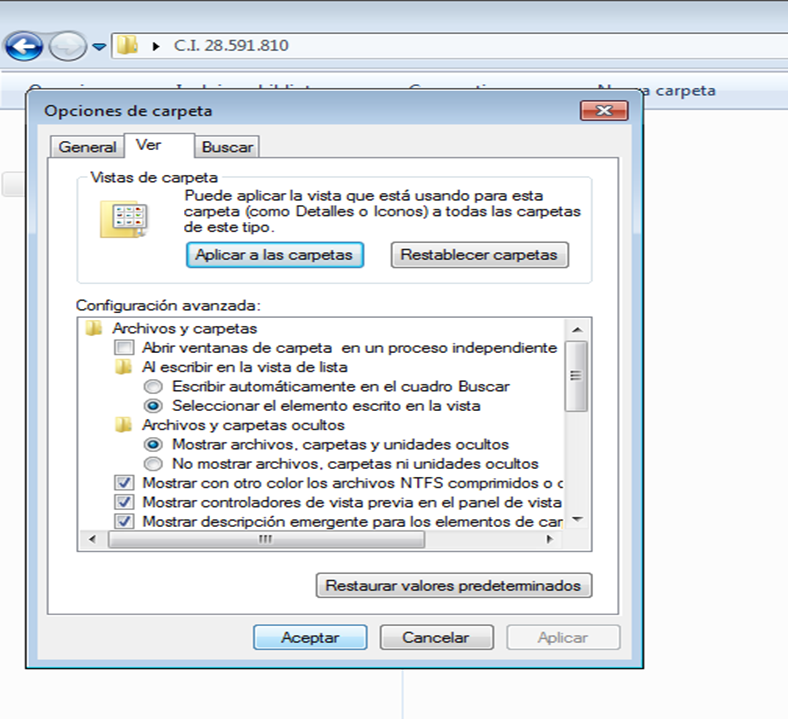 C.I. 28.591.810
carpeta
Opciones de carpeta
General
Ver
Buscar
Vistas de carpeta
Puede aplicar la vista que está usando para esta
carpeta (como Detalles o Iconos) a todas las carpetas
de este tipo.
Aplicar a las carpetas
Restablecer carpetas
Configuración avanzada:
Archivos y carpetas
Abrir ventanas de carpeta en un proceso independiente
Al escribir en la vista de lista
Escribir automáticamente en el cuadro Buscar
Seleccionar el elemento escrito en la vista
Archivos y carpetas ocultos
Mostrar archivos, carpetas y unidades ocultos
No mostrar archivos, carpetas ni unidades ocultos
Mostrar con otro color los archivos NTFS comprimidos o c
Mostrar controladores de vista previa en el panel de vista
Mostrar descripción emergente para los elementos de car
Restaurar valores predeterminados
Aceptar
Cancelar
Aplicar